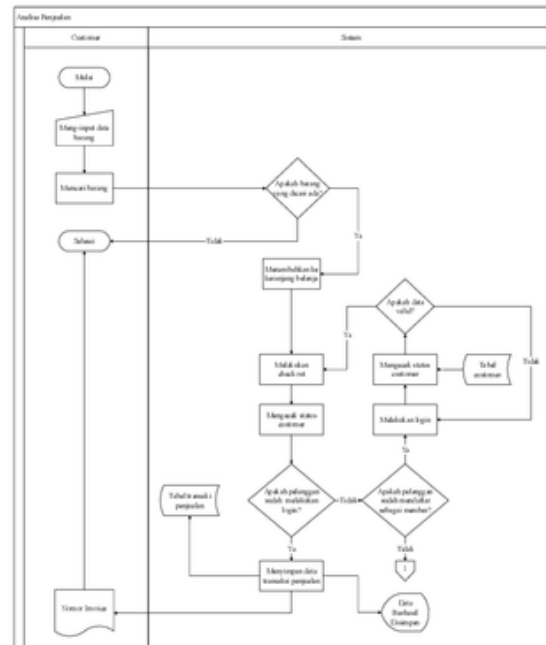 Analisa Penjualan
Customer
Sistem
Mulai
Meng-input data
barang
Mencari barang
Apakah barang
yang dicari ada?
Selesai
Tidak
Ya
Menambahkan ke
keranjang belanja
Apakah data
valid?
Ya
Tidak
Melakukan
check out
Mengecek status
customer
Tabel
customer
Mengecek status
customer
Melakukan login
Ya
Tabel transaksi
penjualan
Apakah pelanggan
sudah melakukan
login?
Tidak
Apakah pelanggan
sudah mendaftar
sebagai member?
Ya
Tidak
1
Menyimpan data
transaksi penjualan
Nomor Invoice
Data
Berhasil
Disimpan